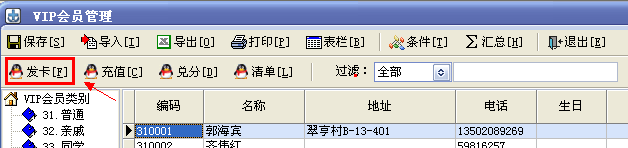 VIP会员管理
保存[S] 导入[I] 导出[O] 打印[P] 表栏[B] 条件[T] 汇总[H] 退出[E]
发卡[F] 充值[C] 兑分[D] 清单[L] 过滤: 全部
VIP会员类别 编码 名称 地址 电话 生日
31.普通 310001 郭海宾 翠亨村B-13-401 13502089269
32.亲戚 310002 齐伟红 59816257
33.同学